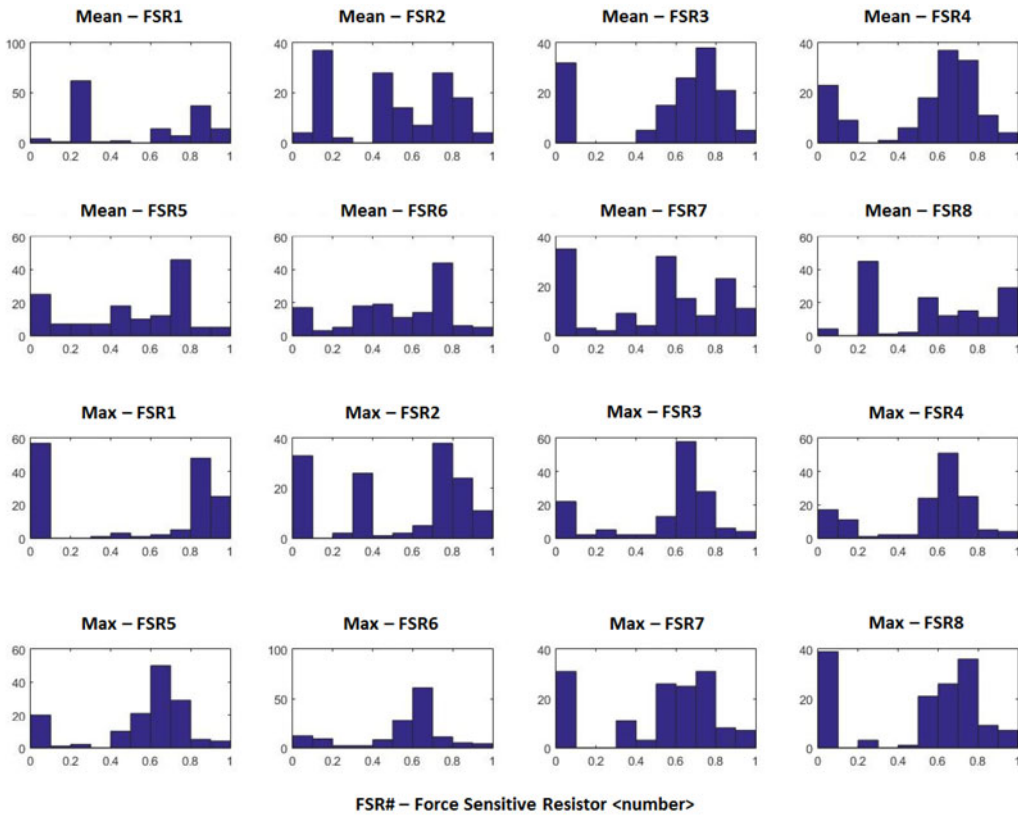 Mean – FSR1 Mean – FSR2 Mean – FSR3 Mean – FSR4
100 40 40 40
50 20 20 20
0 0 0 0
0 0.2 0.4 0.6 0.8 1 0 0.2 0.4 0.6 0.8 1 0 0.2 0.4 0.6 0.8 1 0 0.2 0.4 0.6 0.8 1
Mean – FSR5 Mean – FSR6 Mean – FSR7 Mean – FSR8
60 60 40 60
40 40 20 40
20 20 0 20
0 0 0
0 0.2 0.4 0.6 0.8 1 0 0.2 0.4 0.6 0.8 1 0 0.2 0.4 0.6 0.8 1 0 0.2 0.4 0.6 0.8 1
Max – FSR1 Max – FSR2 Max – FSR3 Max – FSR4
60 40 60 60
40 20 40 40
20 0 20 20
0 0 0
0 0.2 0.4 0.6 0.8 1 0 0.2 0.4 0.6 0.8 1 0 0.2 0.4 0.6 0.8 1 0 0.2 0.4 0.6 0.8 1
Max – FSR5 Max – FSR6 Max – FSR7 Max – FSR8
60 100 40 40
40 50 20 20
20 0 0 0
0
0 0.2 0.4 0.6 0.8 1 0 0.2 0.4 0.6 0.8 1 0 0.2 0.4 0.6 0.8 1 0 0.2 0.4 0.6 0.8 1
FSR# – Force Sensitive Resistor <number>